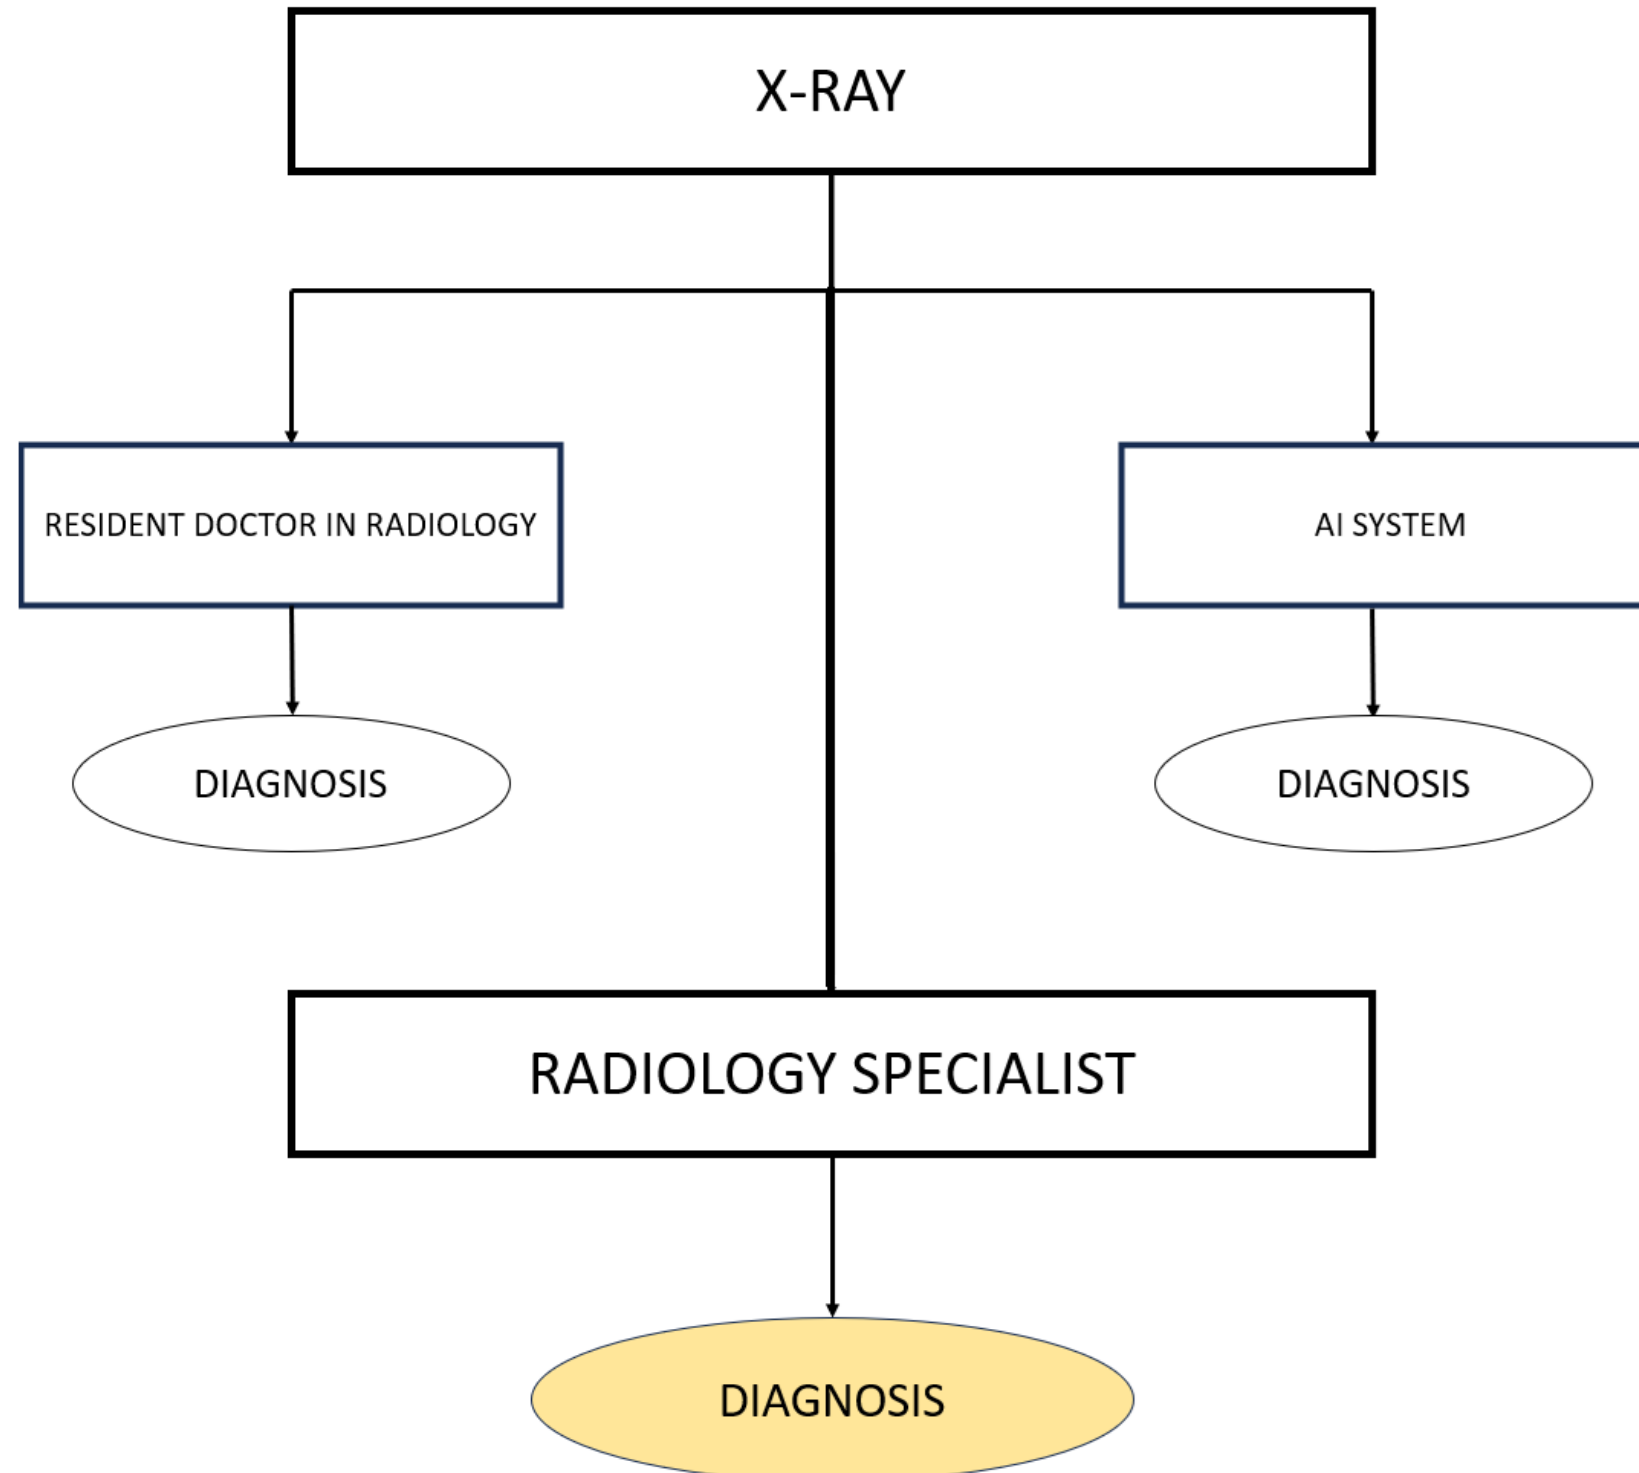 X-RAY
RESIDENT DOCTOR IN RADIOLOGY
AI SYSTEM
DIAGNOSIS
DIAGNOSIS
RADIOLOGY SPECIALIST
DIAGNOSIS